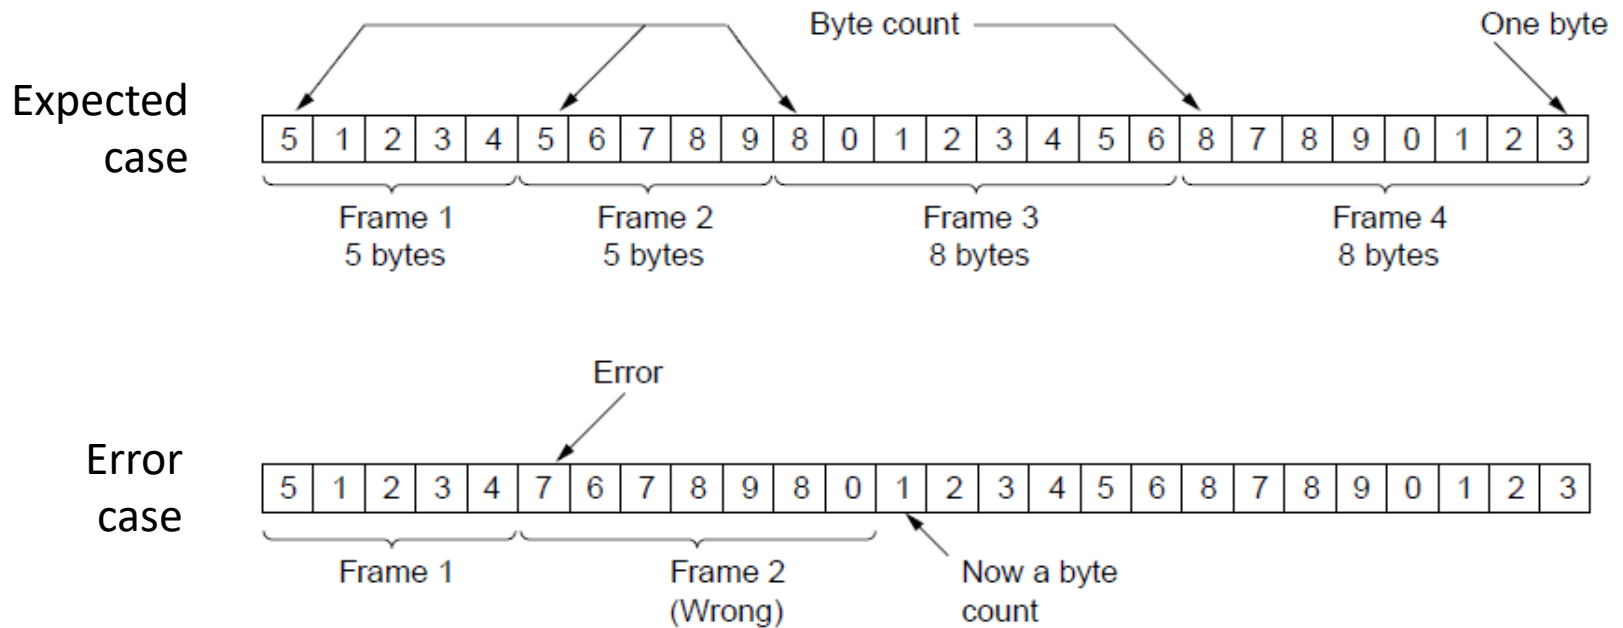 Byte count
One byte
Expected
case
5 1 2 3 4 5 6 7 8 9 8 0 1 2 3 4 5 6 8 7 8 9 0 1 2 3
Frame 1
5 bytes
Frame 2
5 bytes
Frame 3
8 bytes
Frame 4
8 bytes
Error
Error
case
5 1 2 3 4 7 6 7 8 9 8 0 1 2 3 4 5 6 8 7 8 9 0 1 2 3
Frame 1
Frame 2
(Wrong)
Now a byte
count